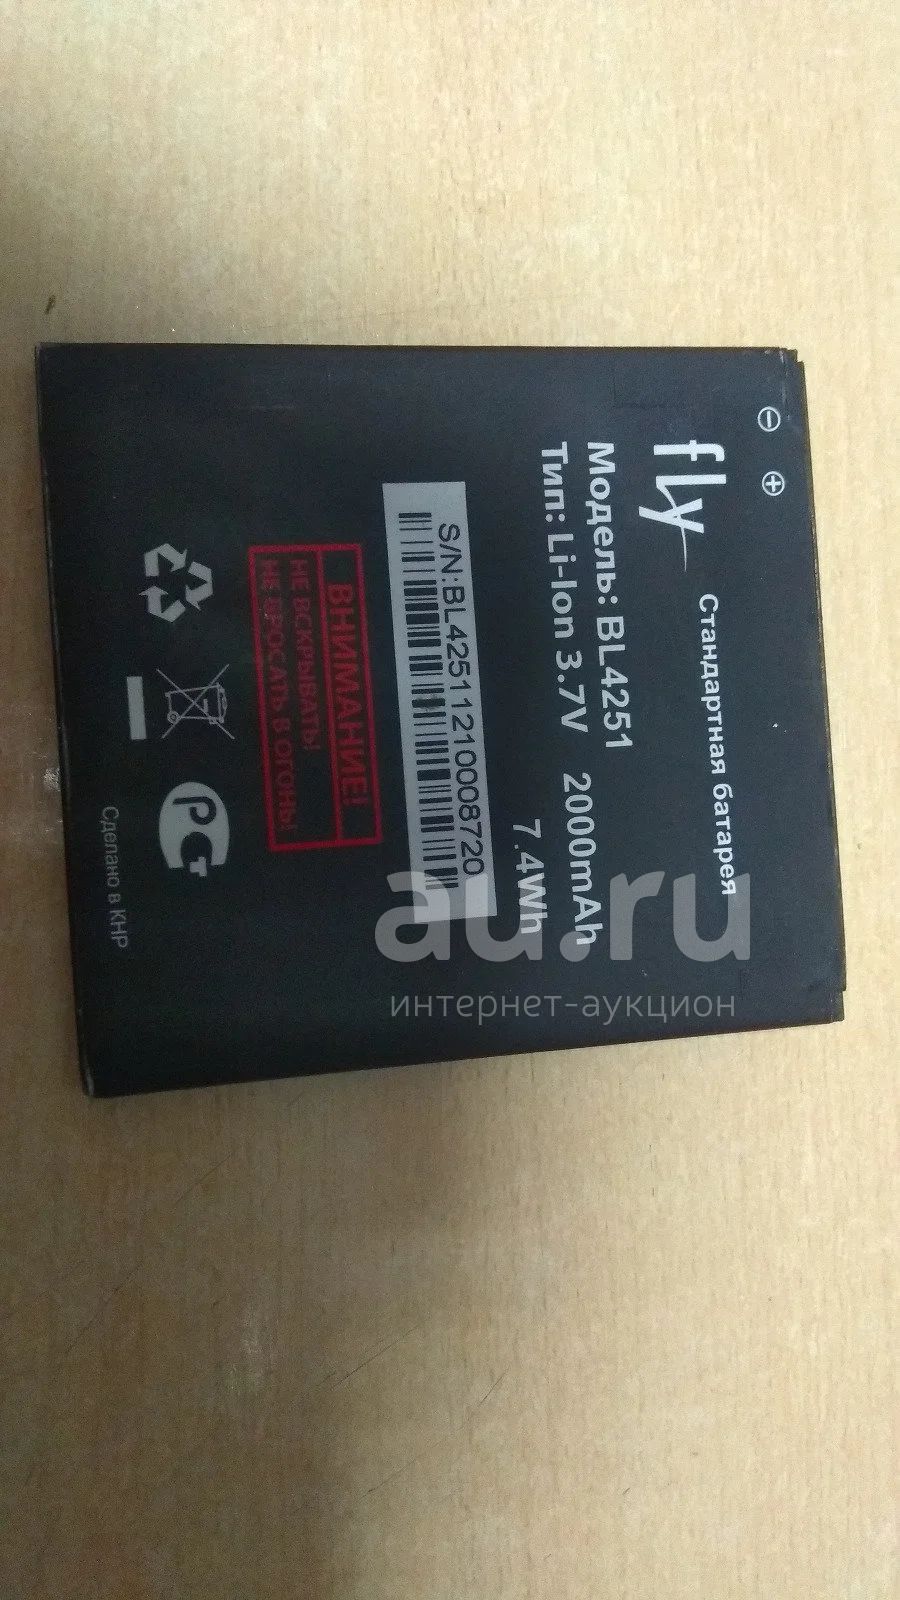 fly
Стандартная батарея
Модель: BL4251
Тип: Li-Ion 3.7V 2000mAh
7.4Wh
S/N:BL42511210008720
ВНИМАНИЕ!
НЕ ВСКРЫВАТЬ!
НЕ БРОСАТЬ В ОГОНЬ!
РСТ
Сделано в КНР
au.ru
интернет-аукцион